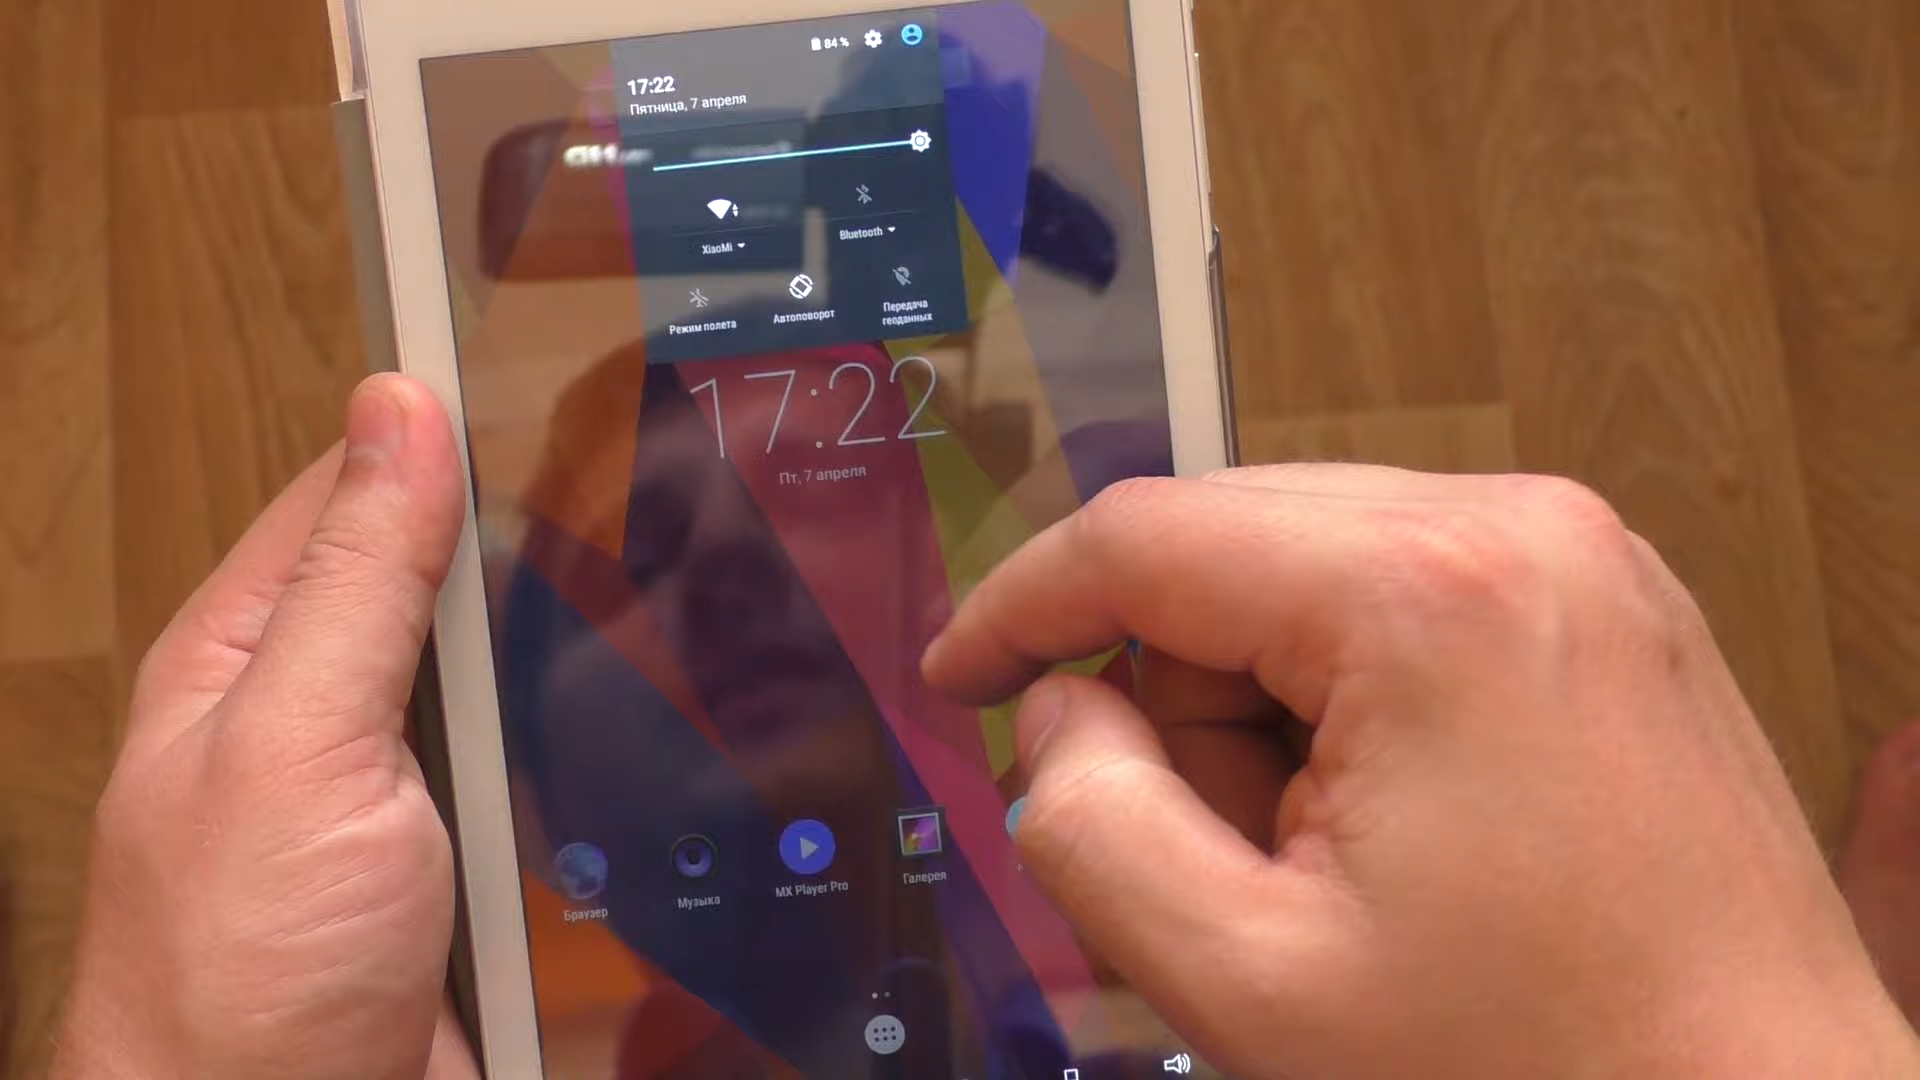 84 %
17:22
Пятница, 7 апреля
XiaoMi
Bluetooth
Режим полета
Автоповорот
Передача
геоданных
17:22
Пт, 7 апреля
Браузер
Музыка
MX Player Pro
Галерея